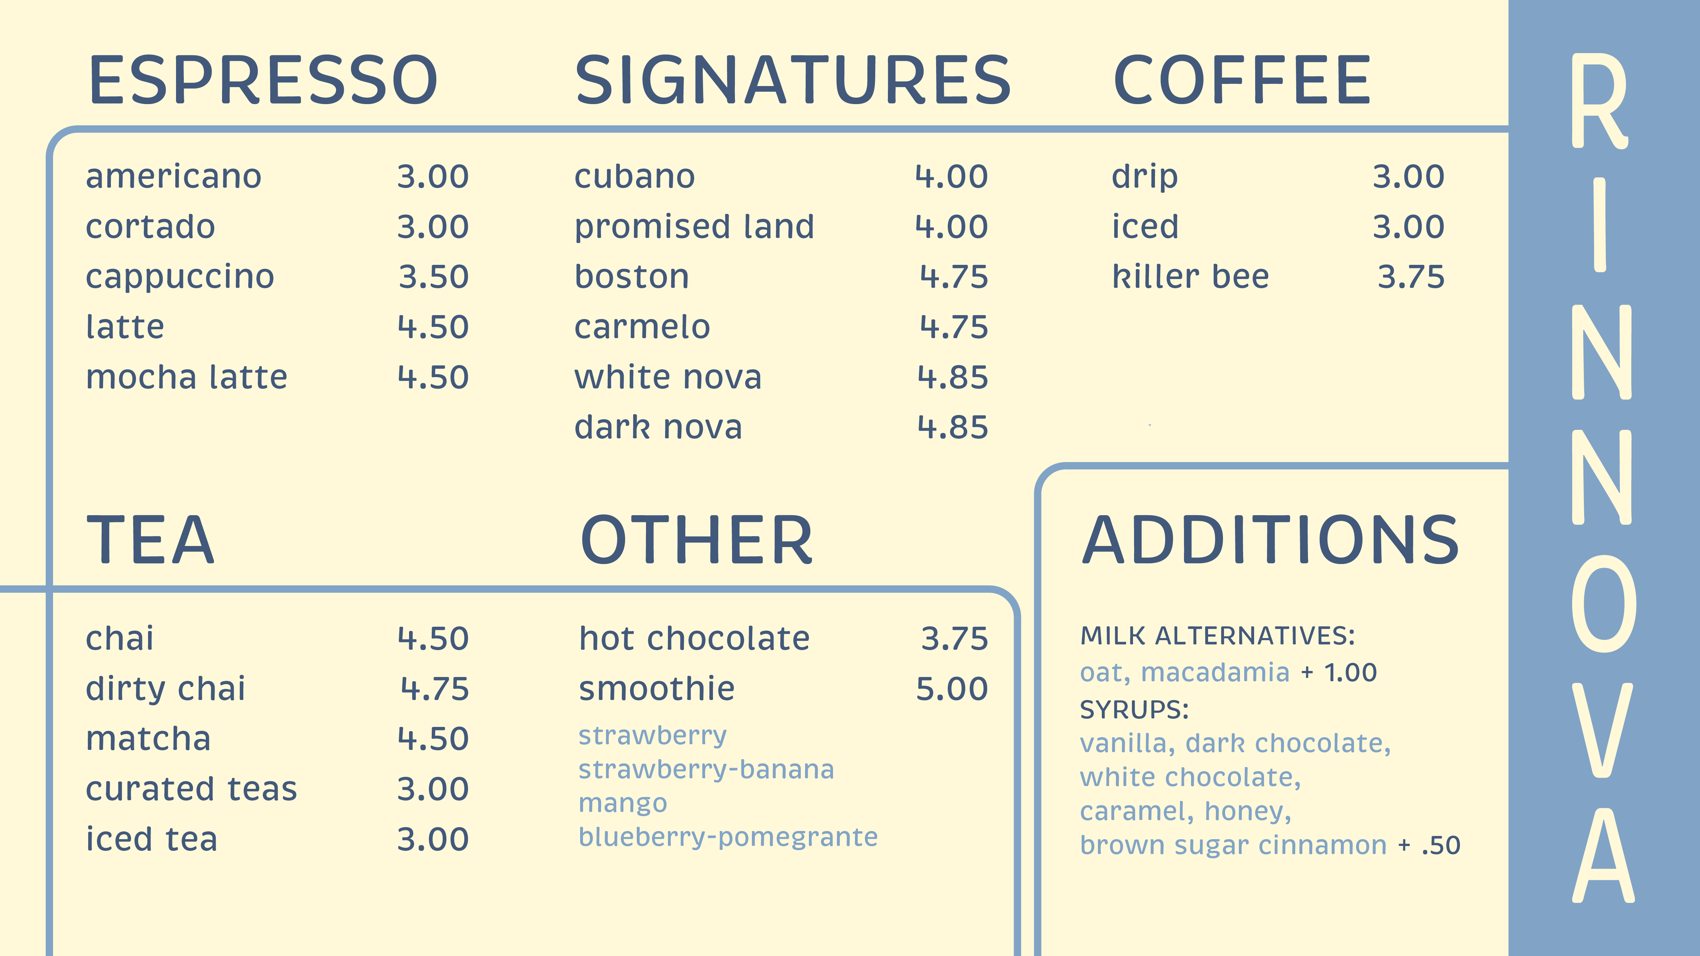 ESPRESSO
americano 3.00
cortado 3.00
cappuccino 3.50
latte 4.50
mocha latte 4.50
SIGNATURES
cubano 4.00
promised land 4.00
boston 4.75
carmelo 4.75
white nova 4.85
dark nova 4.85
COFFEE
drip 3.00
iced 3.00
killer bee 3.75
TEA
chai 4.50
dirty chai 4.75
matcha 4.50
curated teas 3.00
iced tea 3.00
OTHER
hot chocolate 3.75
smoothie 5.00
strawberry
strawberry-banana
mango
blueberry-pomegrante
ADDITIONS
MILK ALTERNATIVES:
oat, macadamia + 1.00
SYRUPS:
vanilla, dark chocolate,
white chocolate,
caramel, honey,
brown sugar cinnamon + .50
RINNOVA